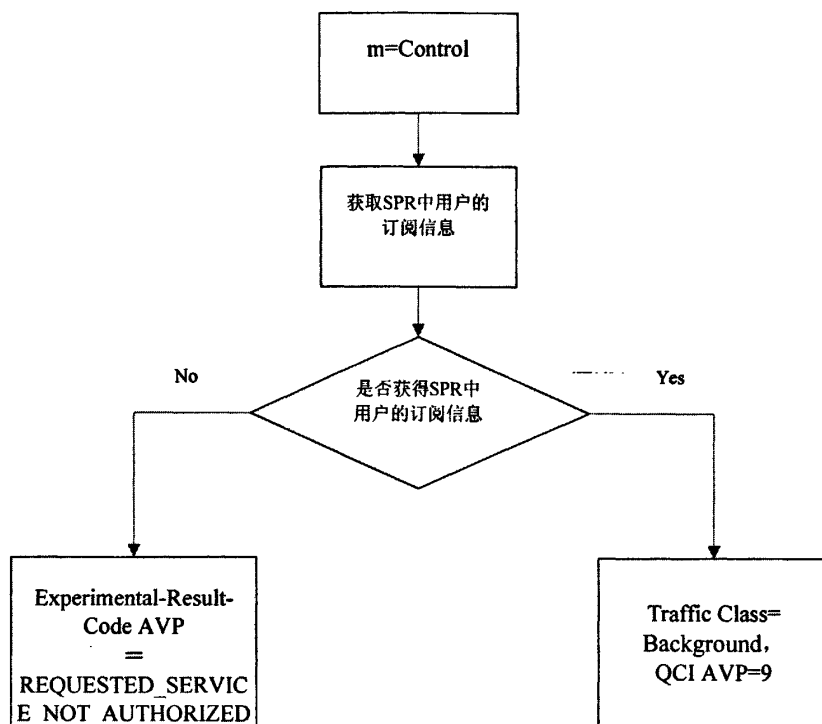 m=Control
获取SPR中用户的
订阅信息
是否获得SPR中
用户的订阅信息
No
Yes
Experimental-Result-
Code AVP
=
REQUESTED_SERVIC
E_NOT_AUTHORIZED
Traffic Class=
Background，
QCI AVP=9